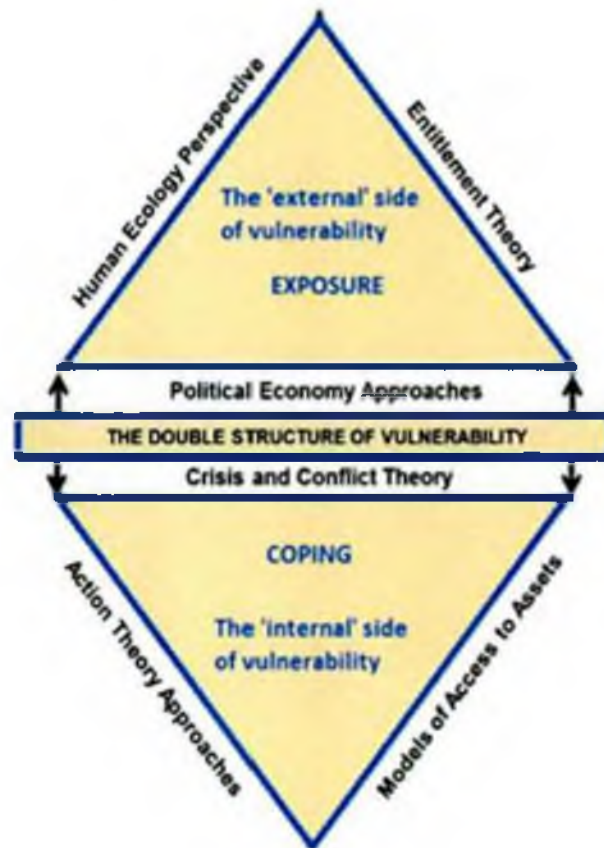 Human Ecology Perspective
Entitlement Theory
The 'external' side
of vulnerability
EXPOSURE
Political Economy Approaches
THE DOUBLE STRUCTURE OF VULNERABILITY
Crisis and Conflict Theory
COPING
The 'internal' side
of vulnerability
Action Theory Approaches
Models of Access to Assets